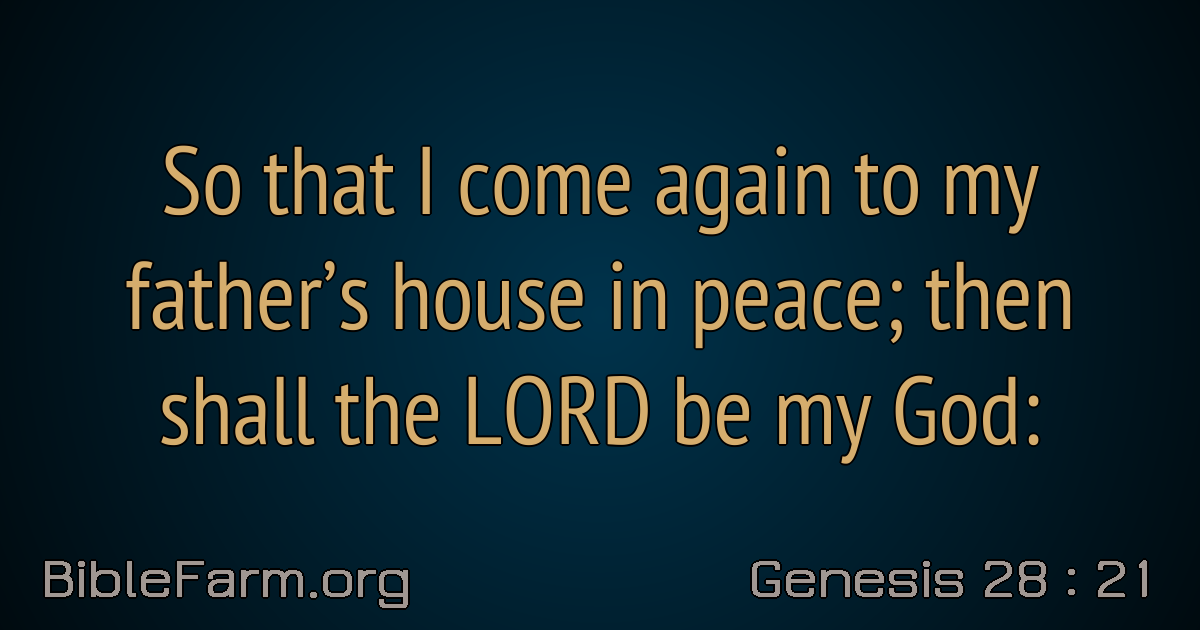 So that I come again to my
father’s house in peace; then
shall the LORD be my God:
BibleFarm.org
Genesis 28 : 21